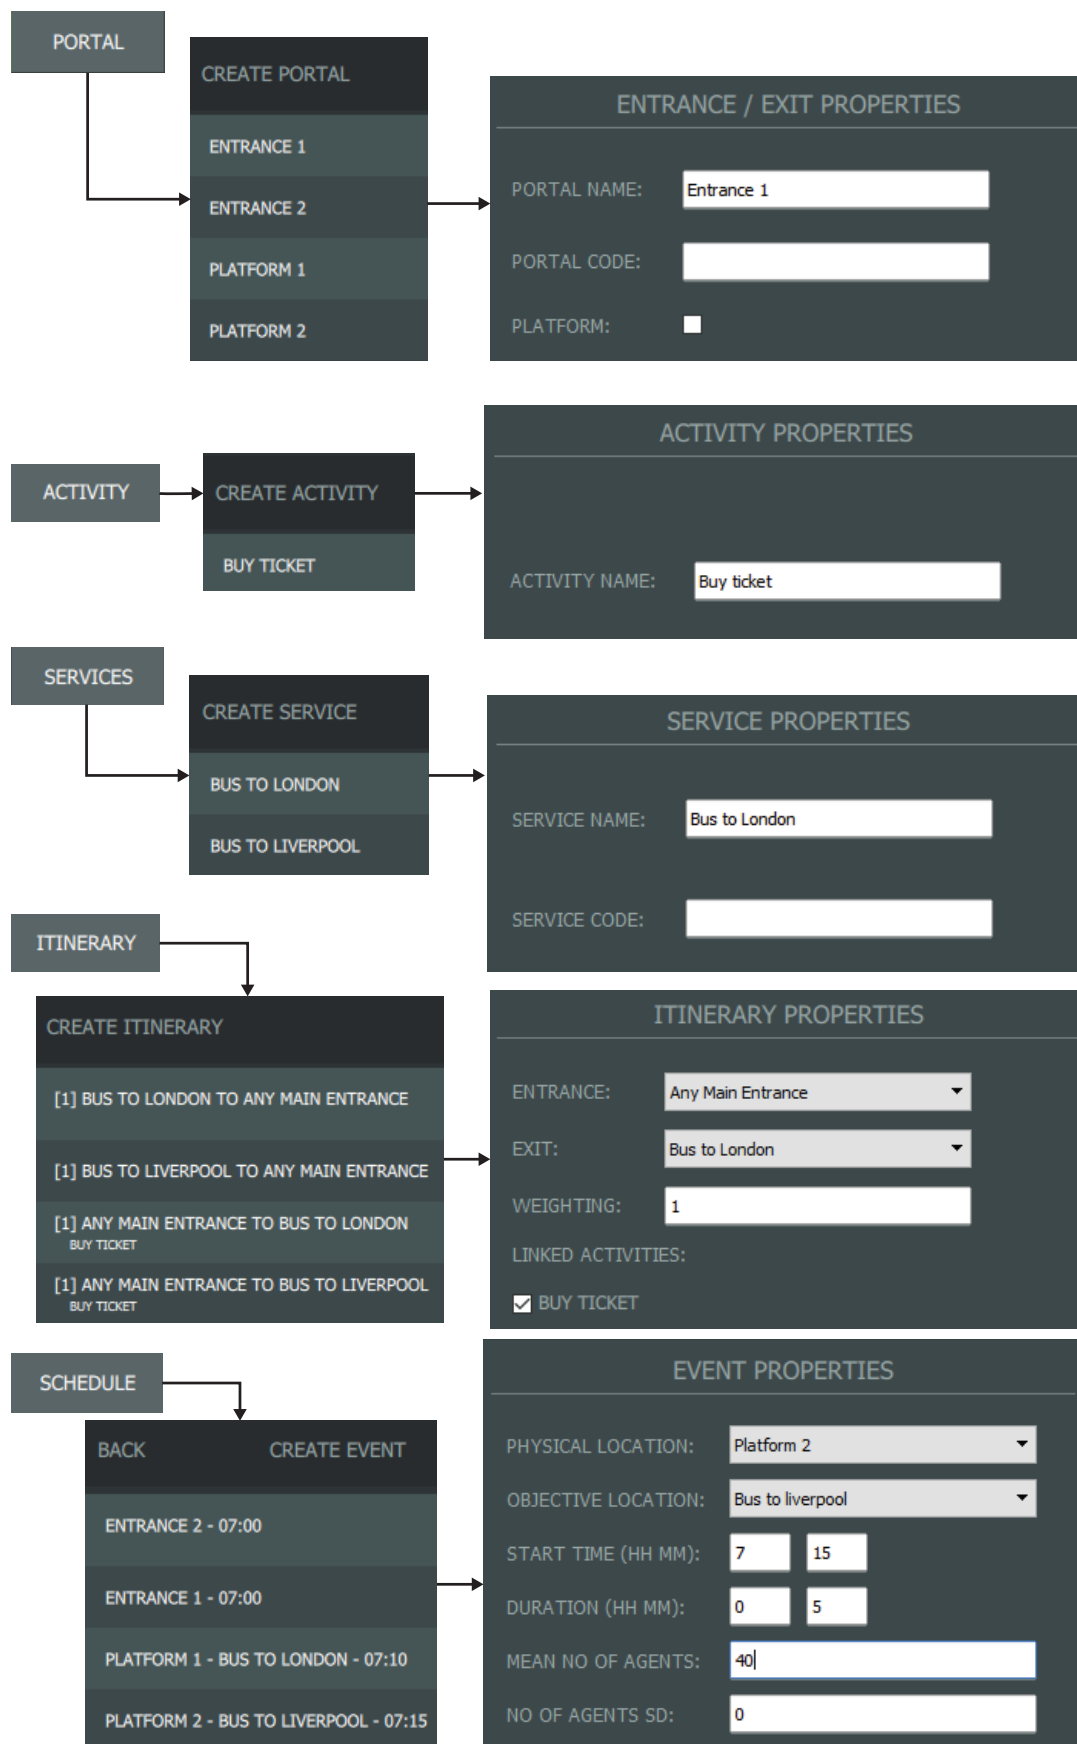 PORTAL
CREATE PORTAL
ENTRANCE 1
ENTRANCE 2
PLATFORM 1
PLATFORM 2
ENTRANCE / EXIT PROPERTIES
PORTAL NAME: Entrance 1
PORTAL CODE:
PLATFORM:
ACTIVITY
CREATE ACTIVITY
BUY TICKET
ACTIVITY PROPERTIES
ACTIVITY NAME: Buy ticket
SERVICES
CREATE SERVICE
BUS TO LONDON
BUS TO LIVERPOOL
SERVICE PROPERTIES
SERVICE NAME: Bus to London
SERVICE CODE:
ITINERARY
CREATE ITINERARY
[1] BUS TO LONDON TO ANY MAIN ENTRANCE
[1] BUS TO LIVERPOOL TO ANY MAIN ENTRANCE
[1] ANY MAIN ENTRANCE TO BUS TO LONDON
BUY TICKET
[1] ANY MAIN ENTRANCE TO BUS TO LIVERPOOL
BUY TICKET
ITINERARY PROPERTIES
ENTRANCE: Any Main Entrance
EXIT: Bus to London
WEIGHTING: 1
LINKED ACTIVITIES:
BUY TICKET
SCHEDULE
BACK CREATE EVENT
ENTRANCE 2 - 07:00
ENTRANCE 1 - 07:00
PLATFORM 1 - BUS TO LONDON - 07:10
PLATFORM 2 - BUS TO LIVERPOOL - 07:15
EVENT PROPERTIES
PHYSICAL LOCATION: Platform 2
OBJECTIVE LOCATION: Bus to liverpool
START TIME (HH MM): 7 15
DURATION (HH MM): 0 5
MEAN NO OF AGENTS: 40
NO OF AGENTS SD: 0